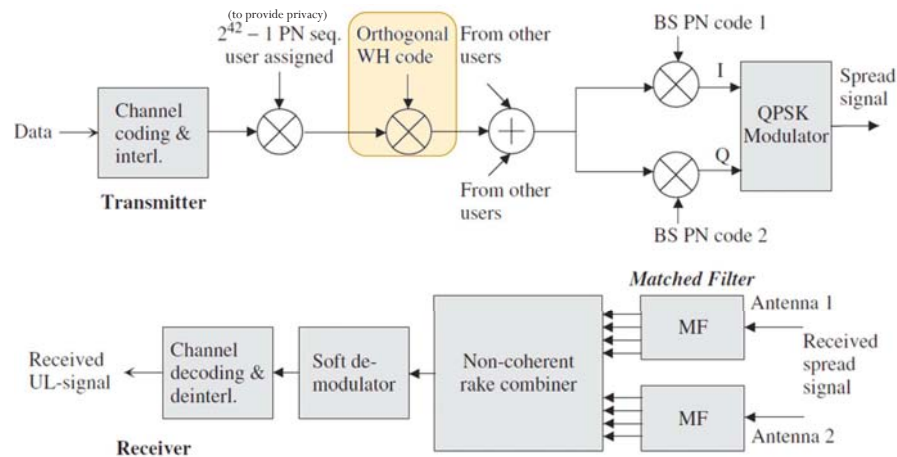 (to provide privacy)
2^42 – 1 PN seq.
user assigned
Orthogonal
WH code
From other
users
BS PN code 1
I
Spread
signal
Data
Channel
coding &
interl.
QPSK
Modulator
Q
Transmitter
From other
users
BS PN code 2
Matched Filter
Antenna 1
MF
Received
UL-signal
Channel
decoding &
deinterl.
Soft de-
modulator
Non-coherent
rake combiner
Received
spread
signal
MF
Antenna 2
Receiver